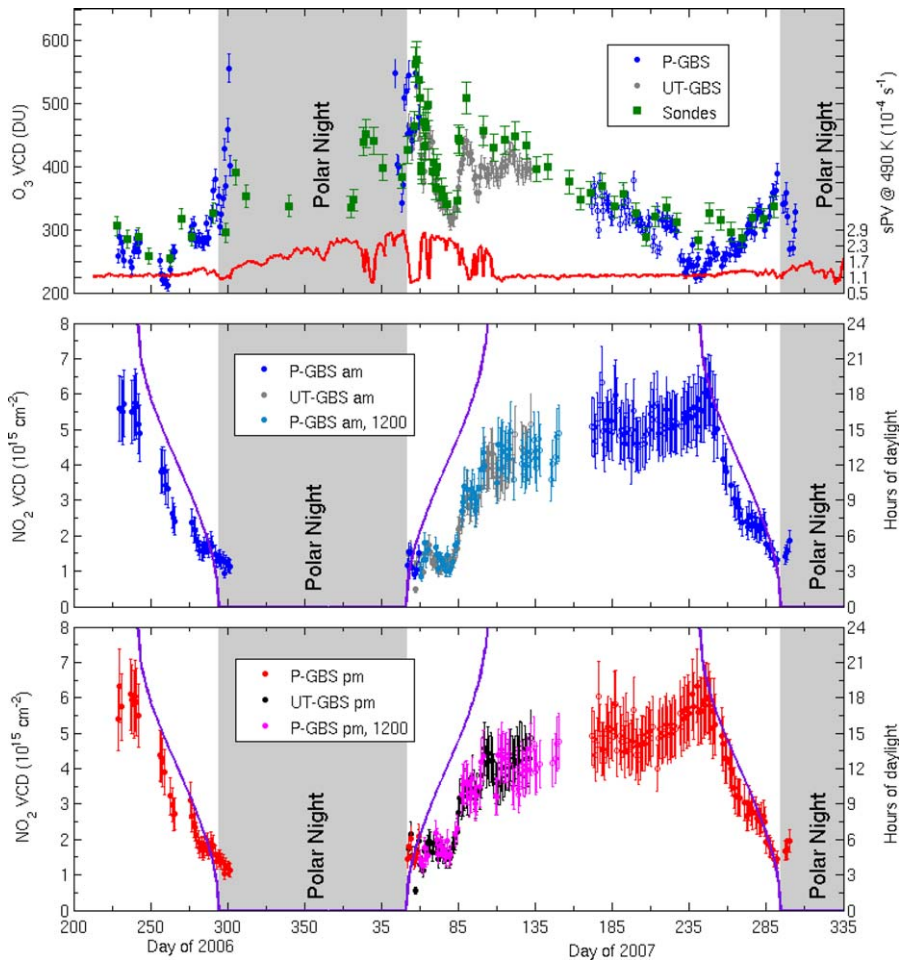 O3 VCD (DU)
650
600
550
500
450
400
350
300
250
200
P-GBS
UT-GBS
Sondes
Polar Night
Polar Night
sPV @ 490 K (10-4 s-1)
2.9
2.3
1.7
1.1
0.5
NO2 VCD (1015 cm-2)
8
7
6
5
4
3
2
1
0
P-GBS am
UT-GBS am
P-GBS am, 1200
Polar Night
Polar Night
24
21
18
15
12
9
6
3
0
Hours of daylight
NO2 VCD (1015 cm-2)
8
7
6
5
4
3
2
1
0
P-GBS pm
UT-GBS pm
P-GBS pm, 1200
Polar Night
Polar Night
24
21
18
15
12
9
6
3
0
Hours of daylight
200 250 300 35 85 135 185 235 285 335
Day of 2006 Day of 2007